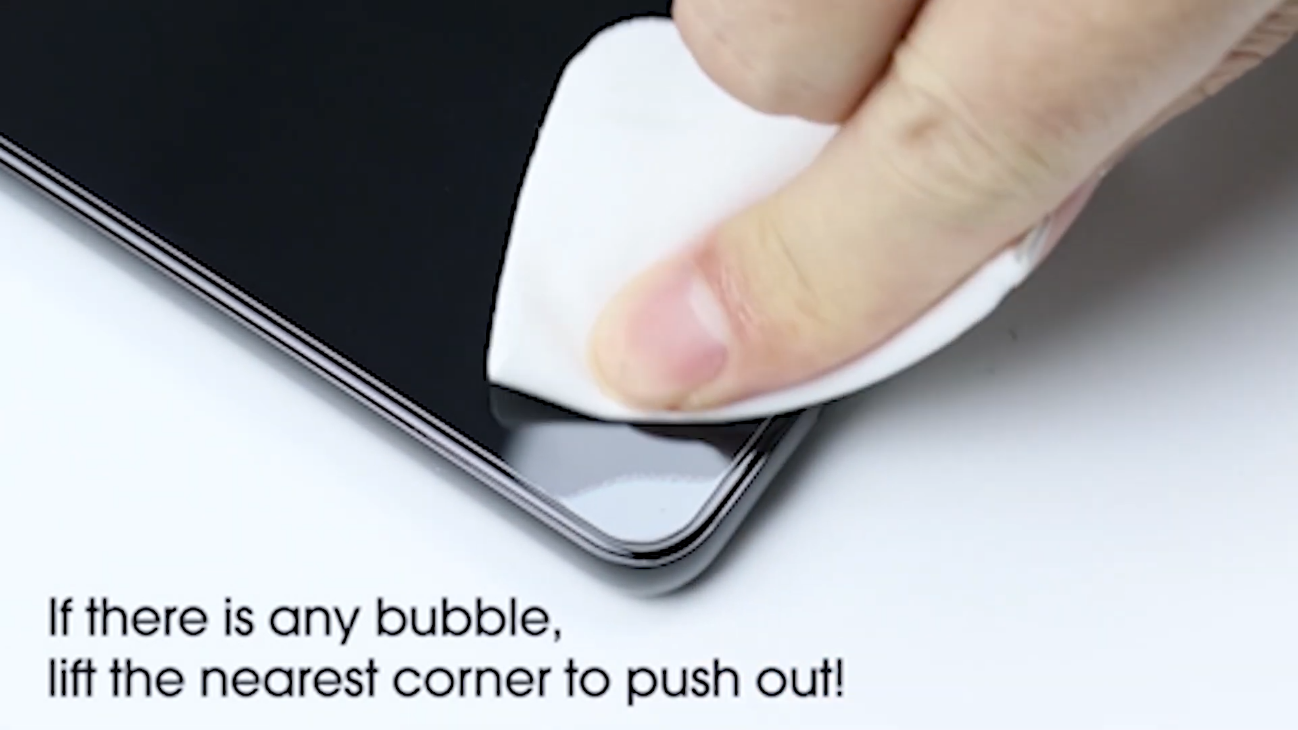 If there is any bubble,
lift the nearest corner to push out!